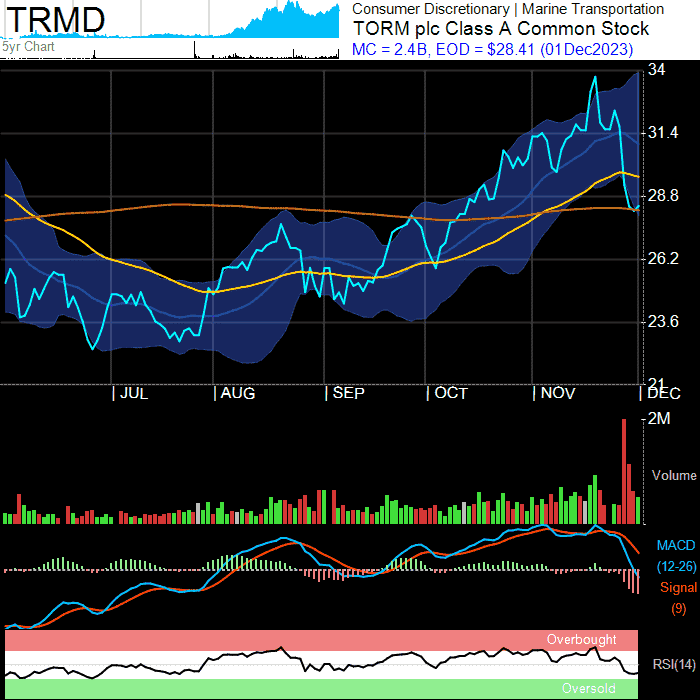 TRMD
5yr Chart
Consumer Discretionary | Marine Transportation
TORM plc Class A Common Stock
MC = 2.4B, EOD = $28.41 (01Dec2023)
34
31.4
28.8
26.2
23.6
21
| JUL | AUG | SEP | OCT | NOV | DEC
2M
Volume
MACD
(12-26)
Signal
(9)
Overbought
RSI(14)
Oversold